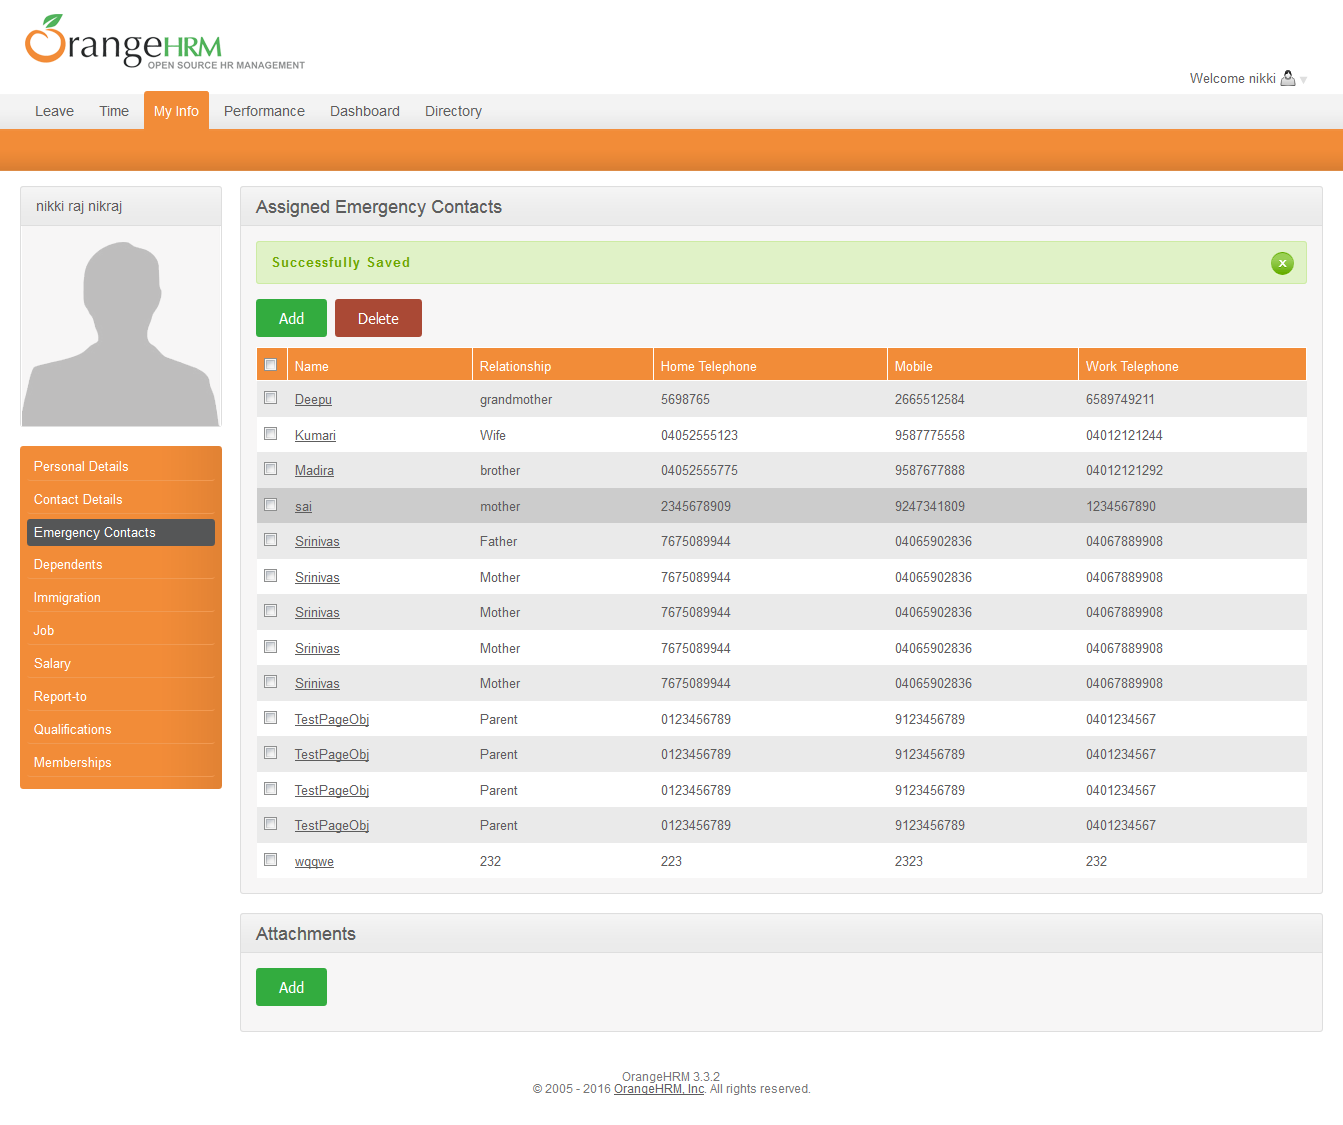 OrangeHRM
OPEN SOURCE HR MANAGEMENT
Welcome nikki
Leave Time My Info Performance Dashboard Directory
nikki raj nikraj
Personal Details
Contact Details
Emergency Contacts
Dependents
Immigration
Job
Salary
Report-to
Qualifications
Memberships
Assigned Emergency Contacts
Successfully Saved x
Add Delete
Name Relationship Home Telephone Mobile Work Telephone
Deepu grandmother 5698765 2665512584 6589749211
Kumari Wife 04052555123 9587775558 04012121244
Madira brother 04052555775 9587677888 04012121292
sai mother 2345678909 9247341809 1234567890
Srinivas Father 7675089944 04065902836 04067889908
Srinivas Mother 7675089944 04065902836 04067889908
Srinivas Mother 7675089944 04065902836 04067889908
Srinivas Mother 7675089944 04065902836 04067889908
Srinivas Mother 7675089944 04065902836 04067889908
TestPageObj Parent 0123456789 9123456789 0401234567
TestPageObj Parent 0123456789 9123456789 0401234567
TestPageObj Parent 0123456789 9123456789 0401234567
TestPageObj Parent 0123456789 9123456789 0401234567
wqqwe 232 223 2323 232
Attachments
Add
OrangeHRM 3.3.2
© 2005 - 2016 OrangeHRM, Inc. All rights reserved.